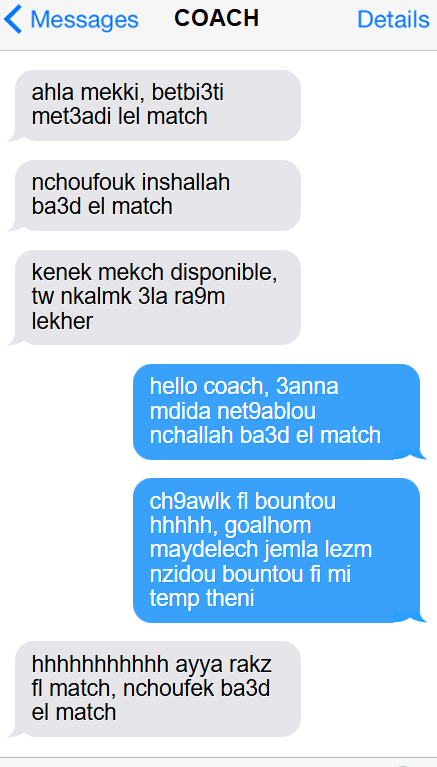 Messages COACH Details
ahla mekki, betbi3ti
met3adi lel match
nchoufouk inshallah
ba3d el match
kenek mekch disponible,
tw nkalmk 3la ra9m
lekher
hello coach, 3anna
mdida net9ablou
nchallah ba3d el match
ch9awlk fl bountou
hhhhh, goalhom
maydelech jemla lezm
nzidou bountou fi mi
temp theni
hhhhhhhhhhh ayya rakz
fl match, nchoufek ba3d
el match